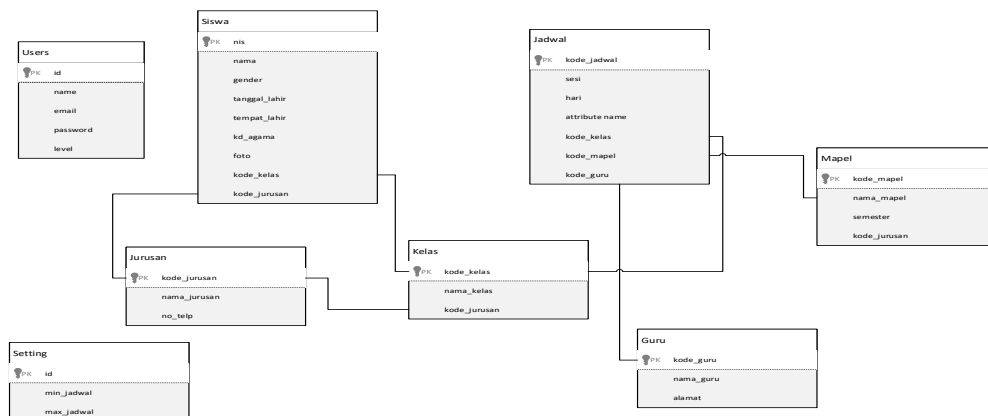 Users
PK id
name
email
password
level
Siswa
PK nis
nama
gender
tanggal_lahir
tempat_lahir
kd_agama
foto
kode_kelas
kode_jurusan
Jadwal
PK kode_jadwal
sesi
hari
attribute name
kode_kelas
kode_mapel
kode_guru
Mapel
PK kode_mapel
nama_mapel
semester
kode_jurusan
Jurusan
PK kode_jurusan
nama_jurusan
no_telp
Kelas
PK kode_kelas
nama_kelas
kode_jurusan
Setting
PK id
min_jadwal
max_jadwal
Guru
PK kode_guru
nama_guru
alamat